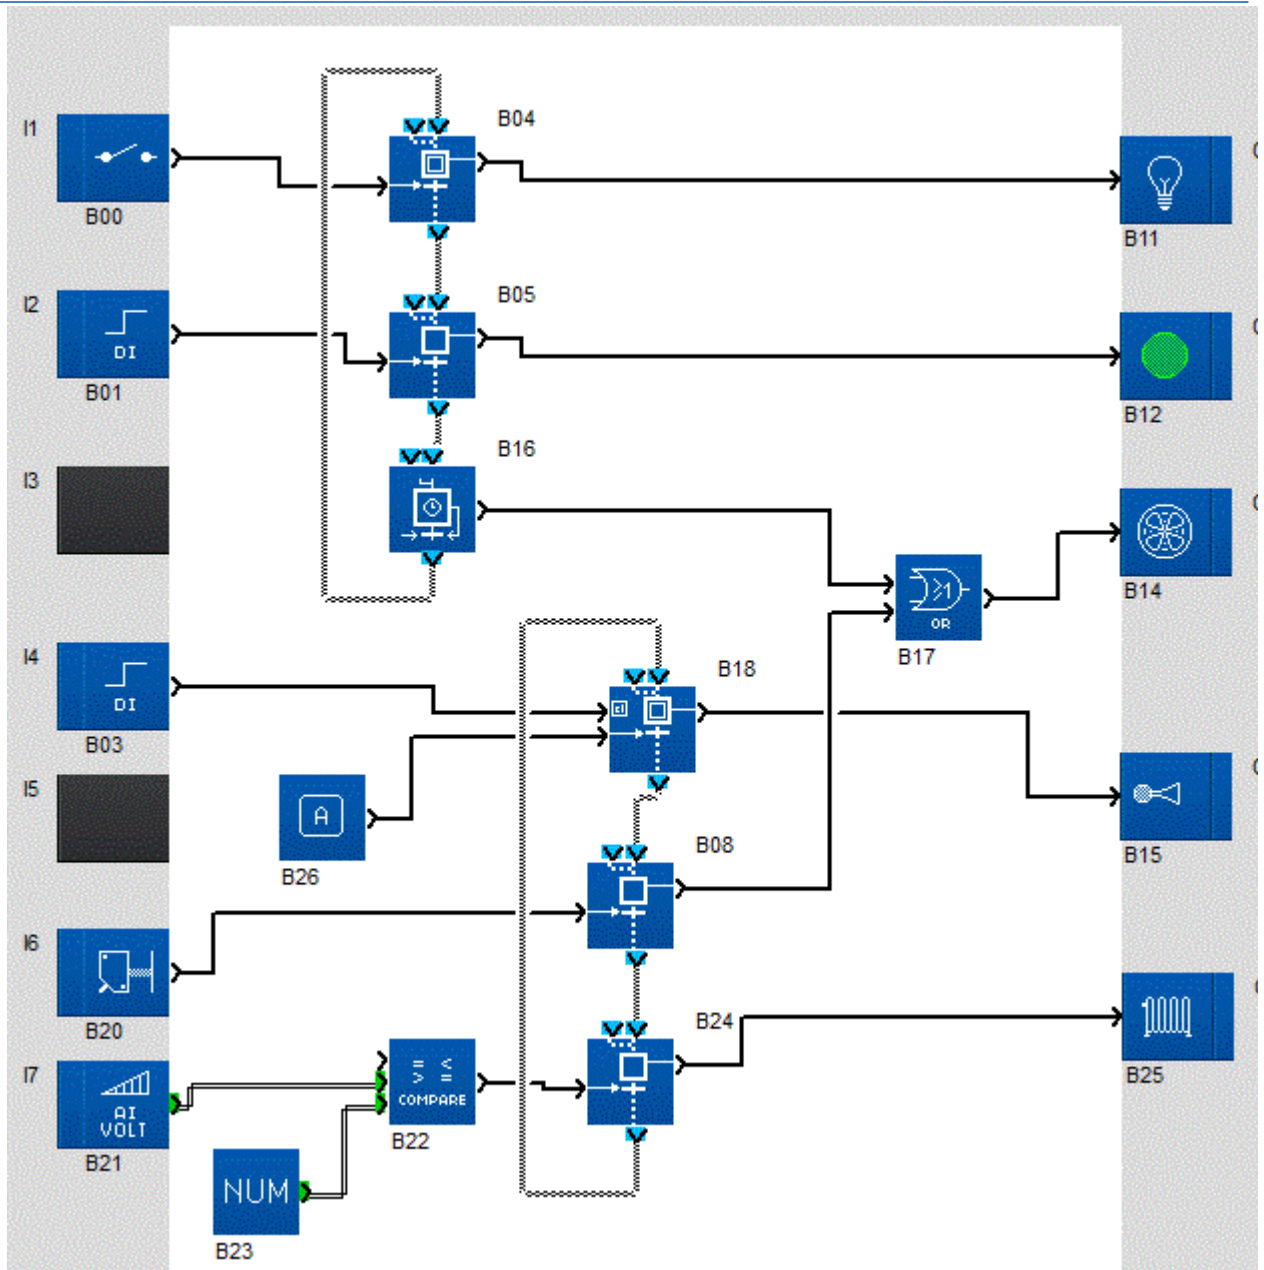 I1
B00
B04
B11
I2
DI
B01
B05
B12
I3
B16
B14
≥1
OR
B17
I4
DI
B03
B18
I5
A
B26
B08
B15
I6
B20
B24
B25
I7
AI
VOLT
B21
= <
> =
COMPARE
B22
NUM
B23